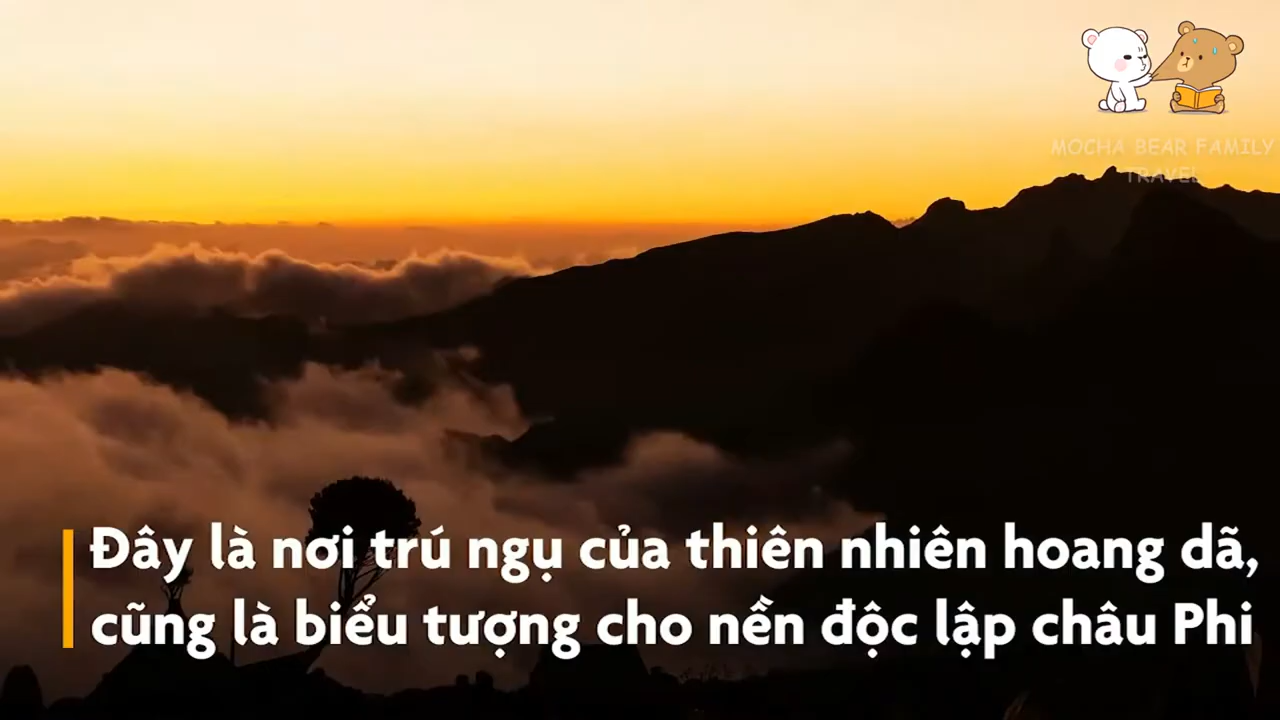 MOCHA BEAR FAMILY
TRAVEL
Đây là nơi trú ngụ của thiên nhiên hoang dã,
cũng là biểu tượng cho nền độc lập châu Phi